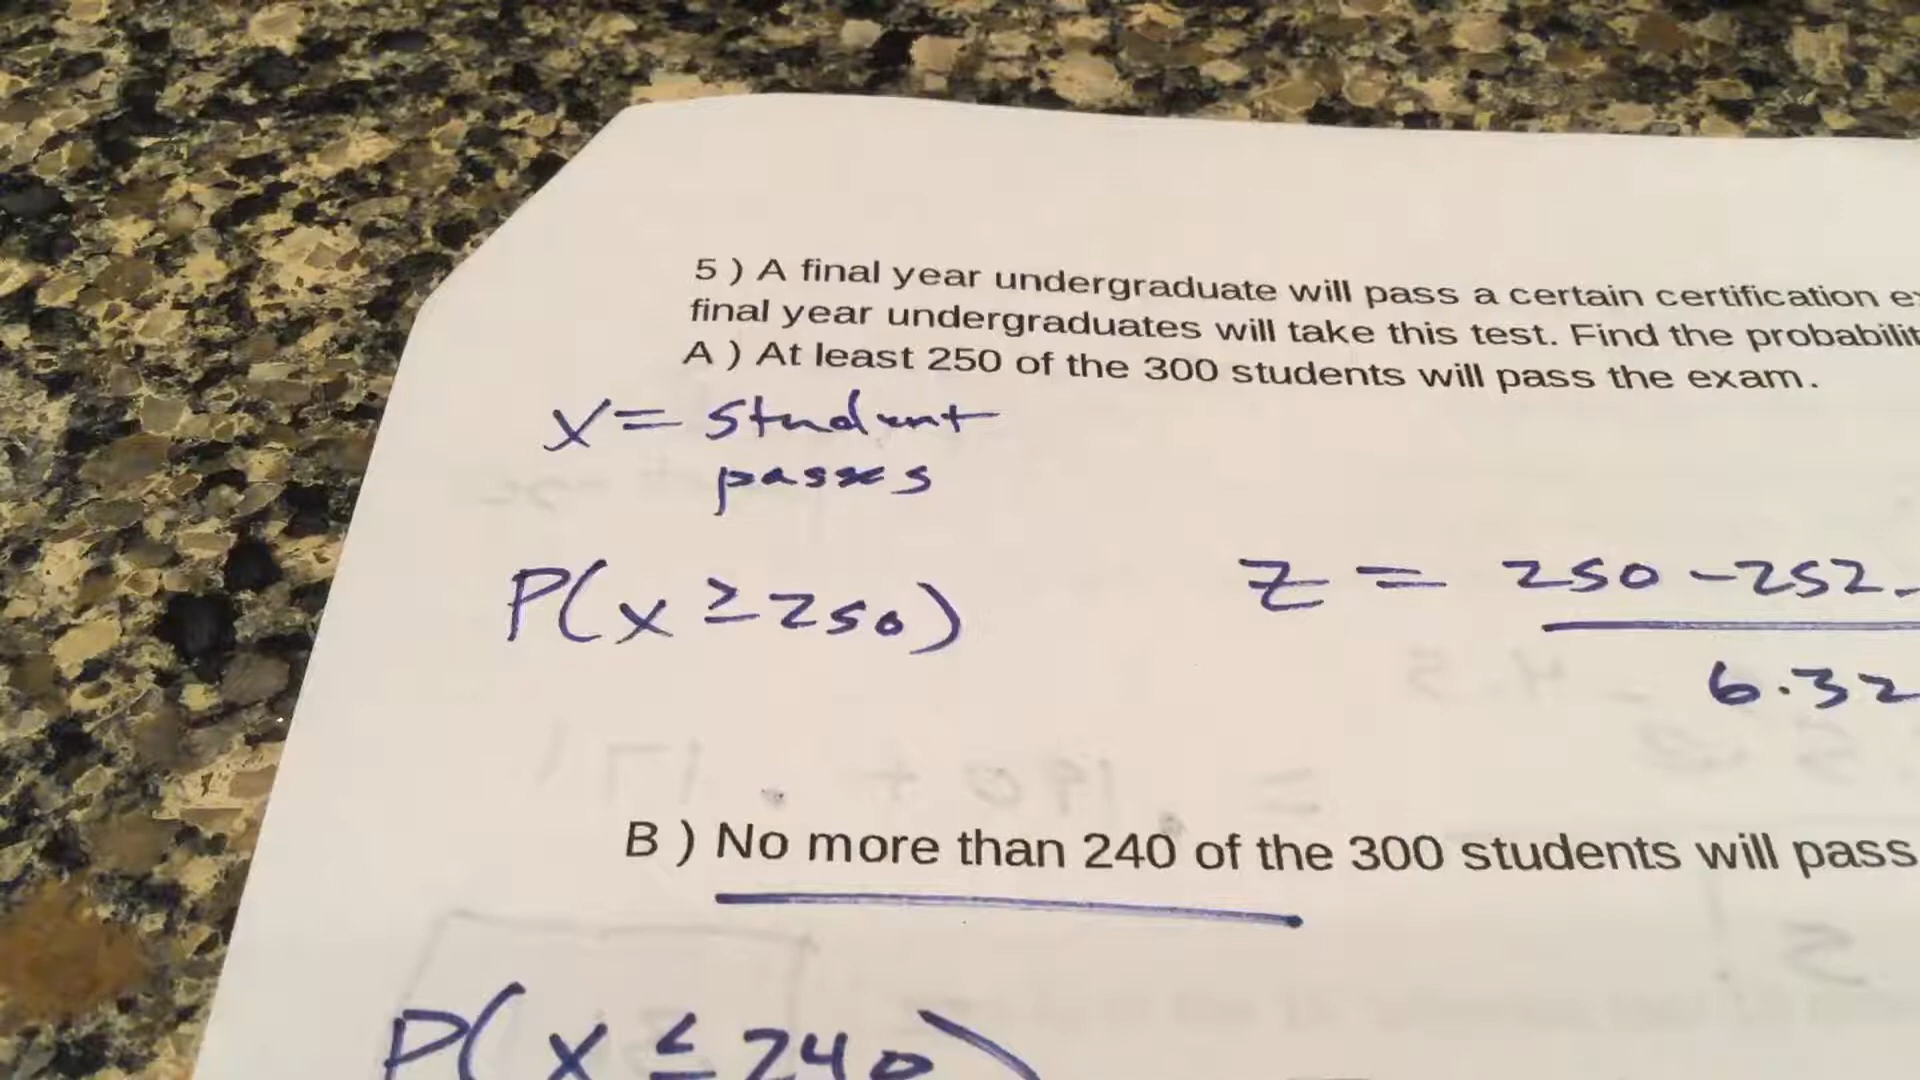 5 ) A final year undergraduate will pass a certain certification
final year undergraduates will take this test. Find the
A ) At least 250 of the 300 students will pass the exam.
X = student
passes
P(X ≥ 250)
Z = 250 - 252
6.32
B ) No more than 240 of the 300 students will pass
P(X ≤ 240)